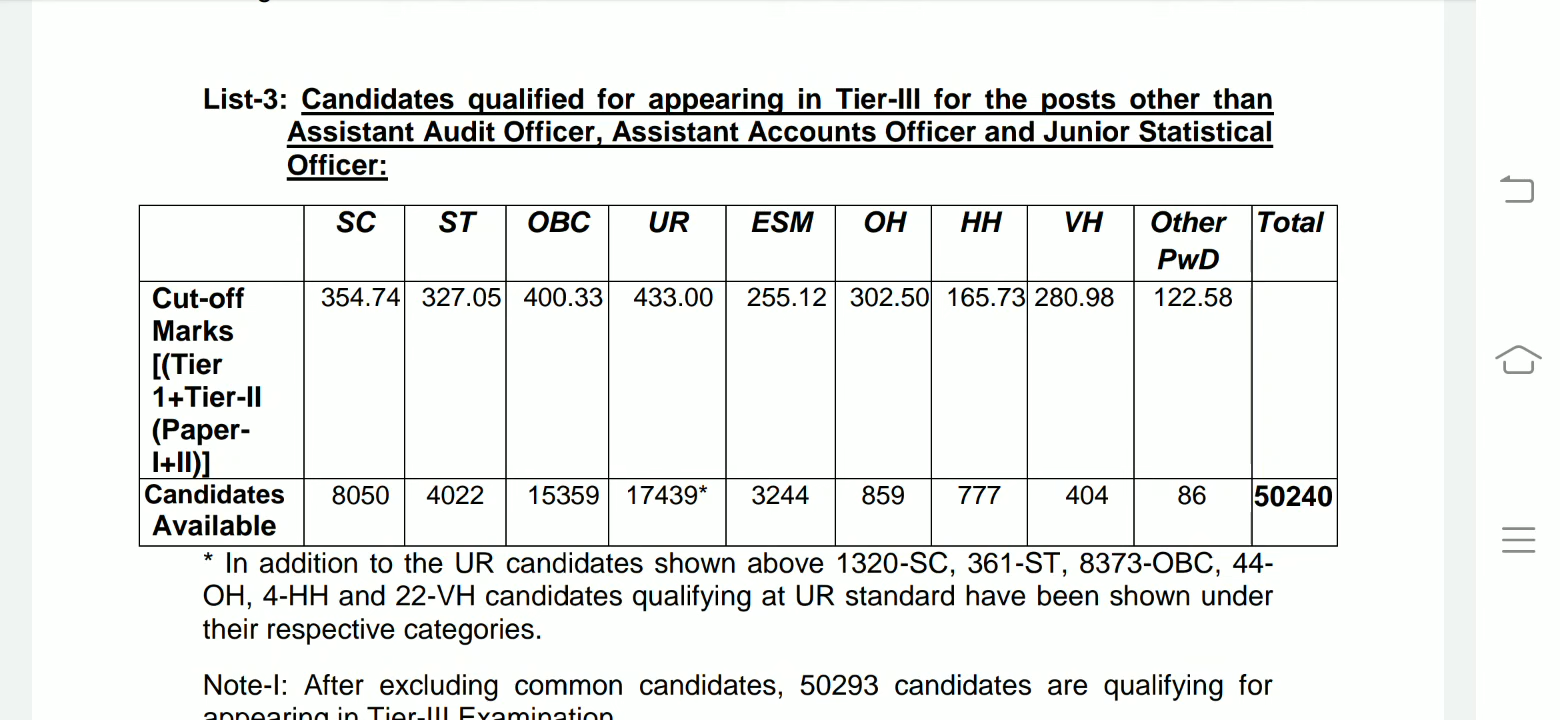 List-3: Candidates qualified for appearing in Tier-III for the posts other than
Assistant Audit Officer, Assistant Accounts Officer and Junior Statistical
Officer:
SC ST OBC UR ESM OH HH VH Other PwD Total
Cut-off Marks [(Tier 1+Tier-II (Paper-I+II)] 354.74 327.05 400.33 433.00 255.12 302.50 165.73 280.98 122.58
Candidates Available 8050 4022 15359 17439* 3244 859 777 404 86 50240
* In addition to the UR candidates shown above 1320-SC, 361-ST, 8373-OBC, 44-
OH, 4-HH and 22-VH candidates qualifying at UR standard have been shown under
their respective categories.
Note-I: After excluding common candidates, 50293 candidates are qualifying for
appearing in Tier-III Examination